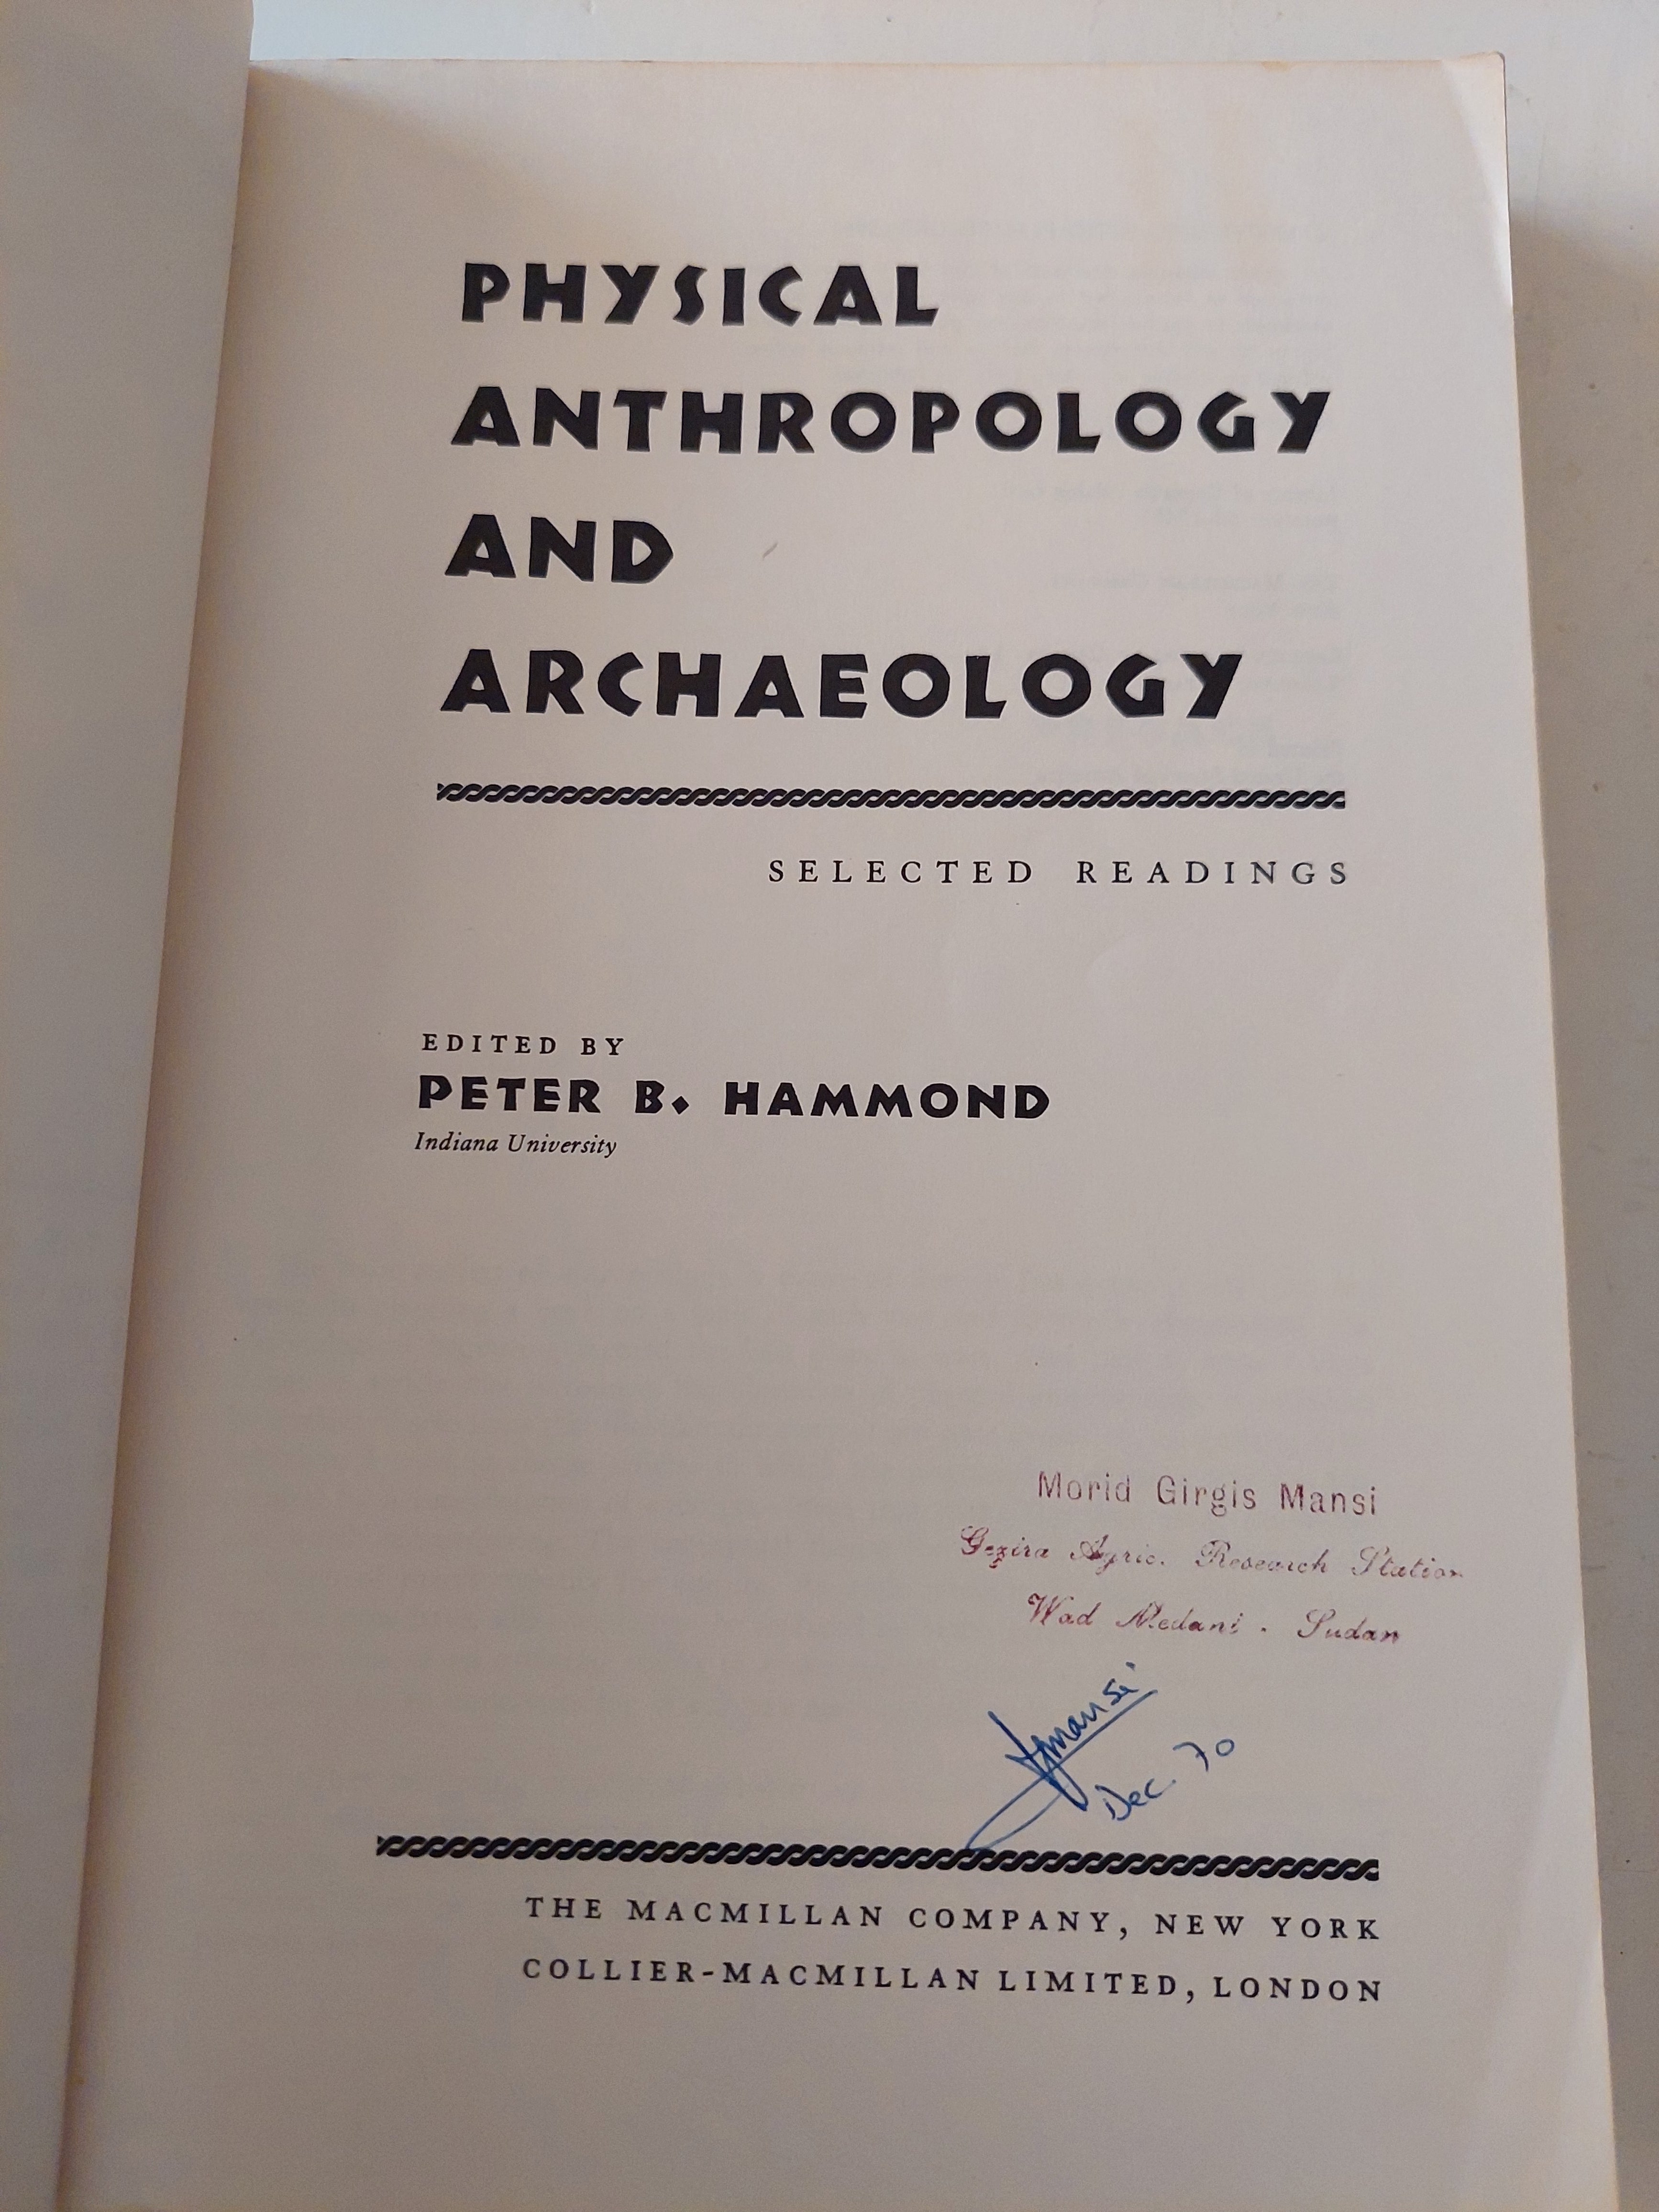 PHYSICAL
ANTHROPOLOGY
AND
ARCHAEOLOGY
SELECTED READINGS
EDITED BY
PETER B. HAMMOND
Indiana University
Morid Girgis Mansi
Gezira Agric. Research Station
Wad Medani . Sudan
mansi
Dec. 70
THE MACMILLAN COMPANY, NEW YORK
COLLIER-MACMILLAN LIMITED, LONDON